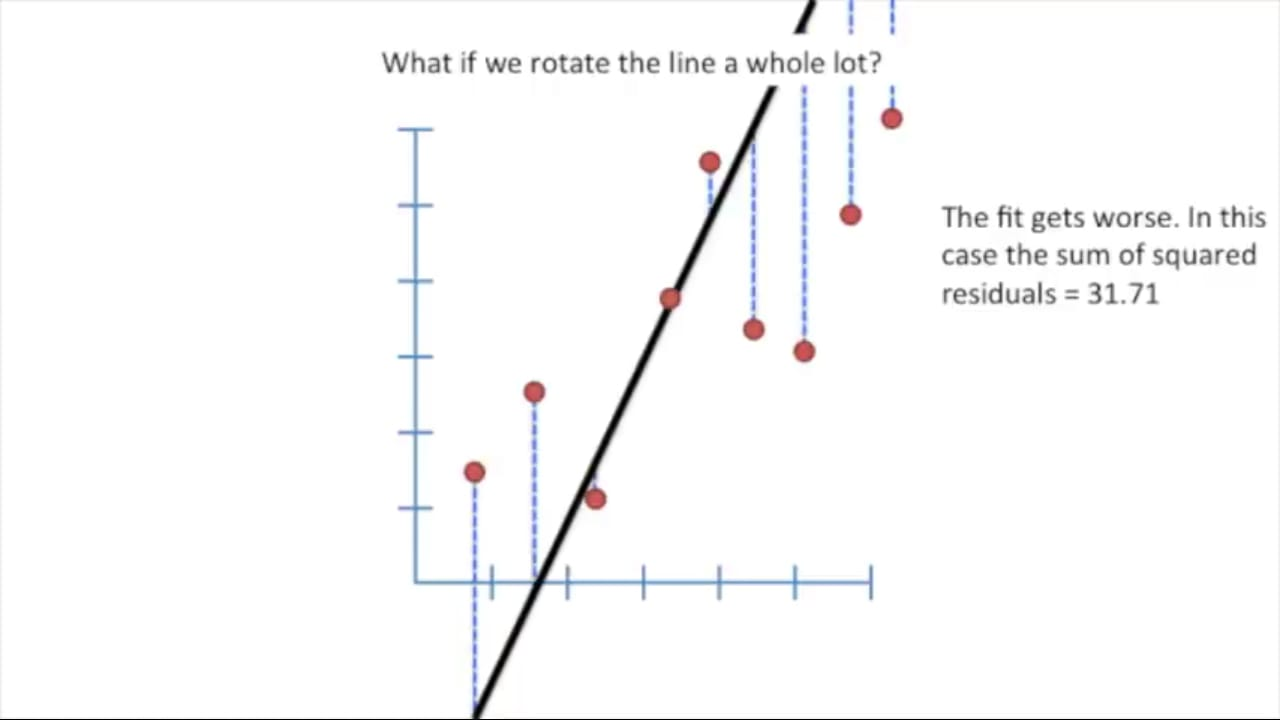 What if we rotate the line a whole lot?
The fit gets worse. In this
case the sum of squared
residuals = 31.71